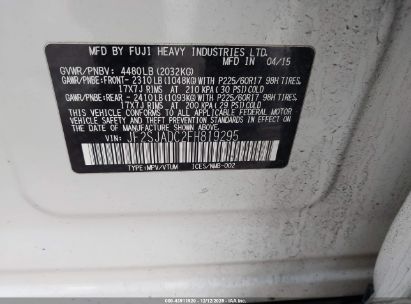 MFD. BY FUJI HEAVY INDUSTRIES LTD. 04/15
GVWR/PNBV: 4480LB (2032KG)
GAWR/PNBE:FRONT- 2310 LB (1048KG) WITH P225/60R17 98H TIRES,
17X7J RIMS AT 210 KPA (30 PSI) COLD
GAWR/PNBE:REAR - 2410 LB (1093KG) WITH P225/60R17 98H TIRES,
17X7J RIMS AT 200 KPA (29 PSI) COLD
THIS VEHICLE CONFORMS TO ALL APPLICABLE FEDERAL MOTOR
VEHICLE SAFETY, BUMPER, AND THEFT PREVENTION STANDARDS
IN EFFECT ON THE DATE OF MANUFACTURE SHOWN ABOVE.
VIN: JF2SJADC2FH819295
TYPE:MPV/VTUM ICES/NMB-002
12/12/2025